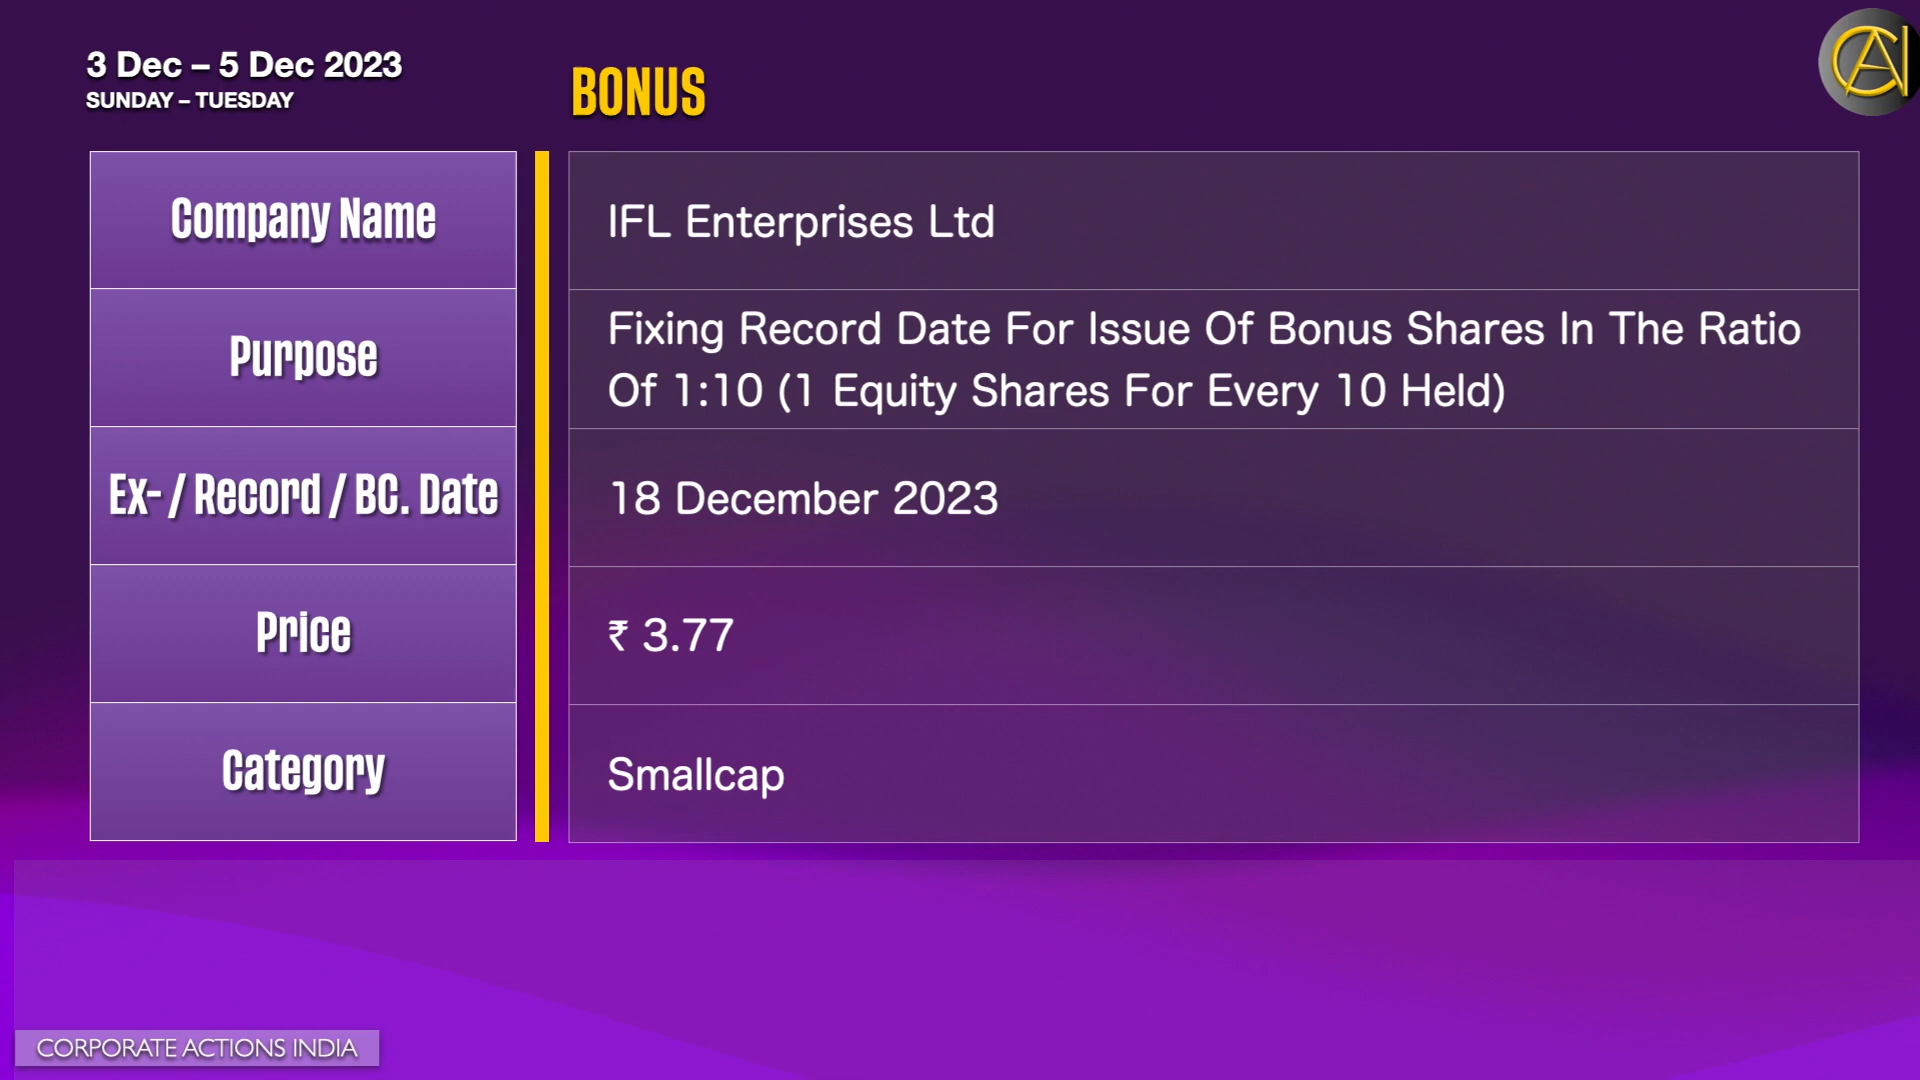 3 Dec – 5 Dec 2023
SUNDAY – TUESDAY
BONUS
CAI
Company Name
IFL Enterprises Ltd
Purpose
Fixing Record Date For Issue Of Bonus Shares In The Ratio
Of 1:10 (1 Equity Shares For Every 10 Held)
Ex- / Record / BC. Date
18 December 2023
Price
₹ 3.77
Category
Smallcap
CORPORATE ACTIONS INDIA